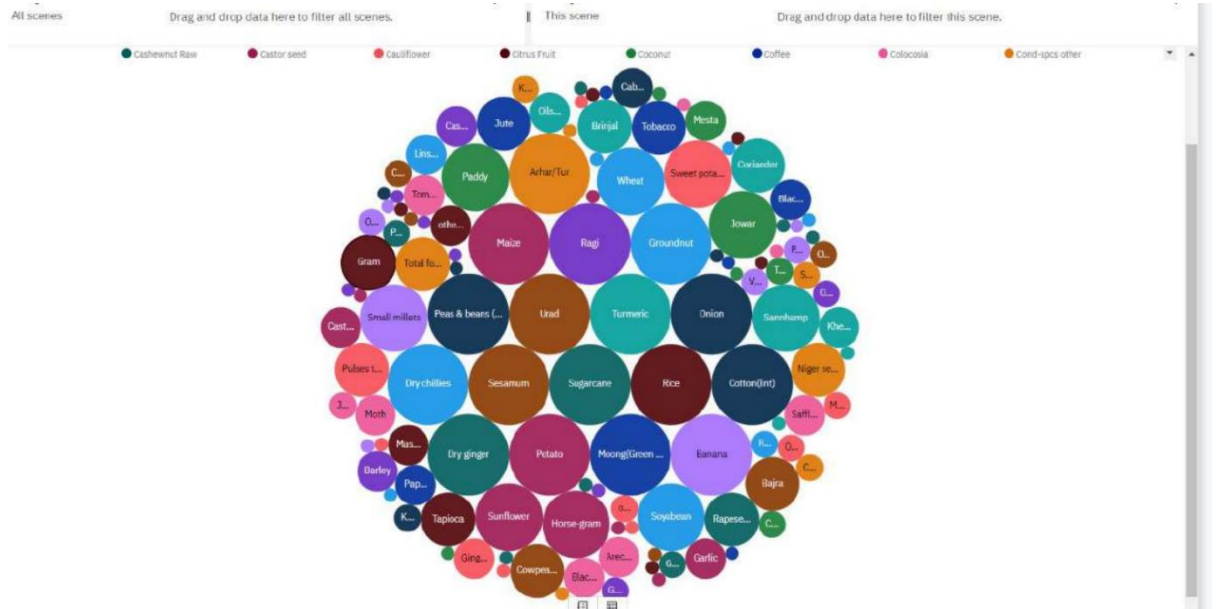 All scenes Drag and drop data here to filter all scenes. This scene Drag and drop data here to filter this scene.
Cashewnut Raw Castor seed Cauliflower Citrus Fruit Coconut Coffee Colocosia Cond-spcs other
K... Cab...
Cas... Jute Oils... Brinjal Tobacco Mesta
Lins... Paddy Arhar/Tur Wheat Sweet pota... Coriander
C... Tom... Blac...
O... P... othe... Maize Ragi Groundnut Jowar
Gram Total fo... V... T... S... O...
Small millets Peas & beans (... Urad Turmeric Onion Sannhamp
Cast... Khe...
Pulses t... Dry chillies Sesamum Sugarcane Rice Cotton(lint) Niger se...
J... Moth Saffl... M...
Mas... Dry ginger Potato Moong(Green ... Banana O...
Barley Pap... Bajra C...
K... Tapioca Sunflower Horse-gram Soyabean Rapese... C...
Ging... Cowpea... Blac... Arec... G... Garlic
G...